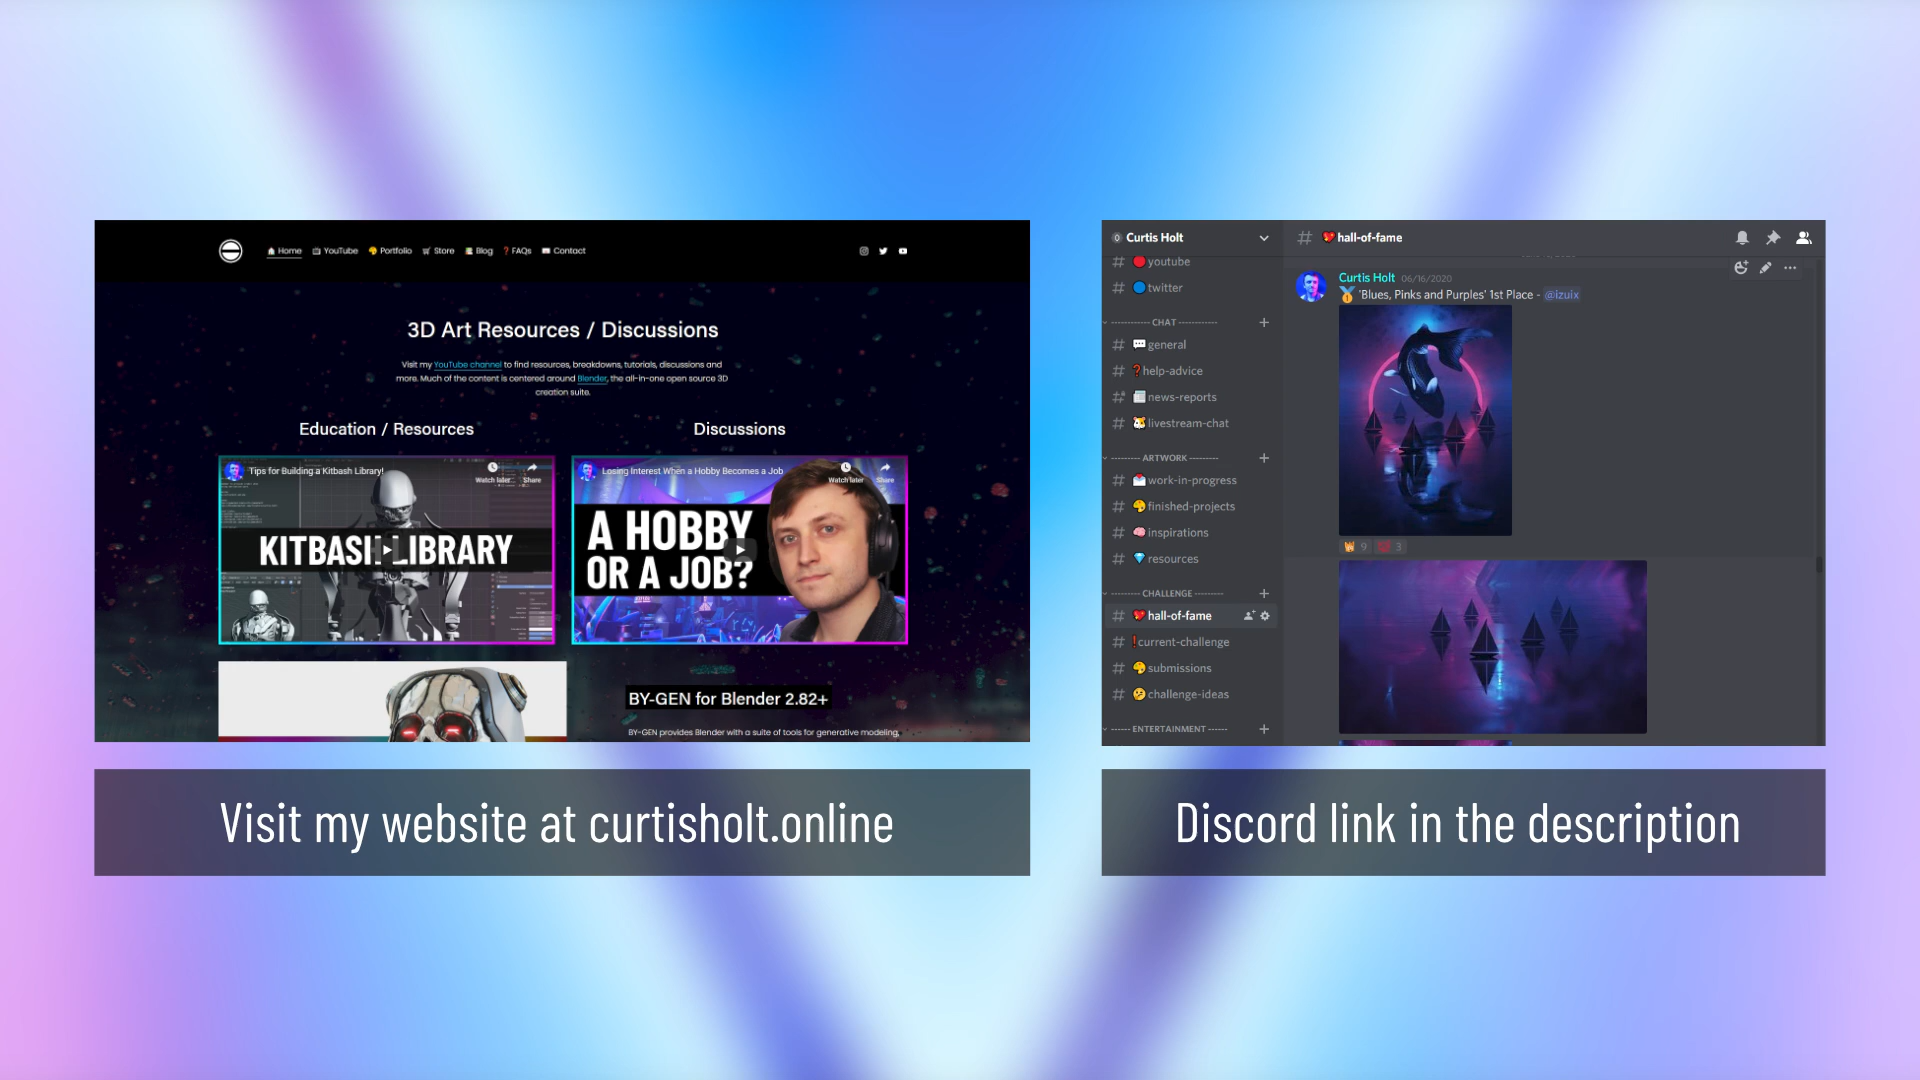 Home YouTube Portfolio Store Blog FAQs Contact
3D Art Resources / Discussions
Visit my YouTube channel to find resources, breakdowns, tutorials, discussions and
more. Much of the content is centered around Blender, the all-in-one open source 3D
creation suite.
Education / Resources
Discussions
Tips for Building a Kitbash Library!
Watch later
Share
KITBASH LIBRARY
Losing Interest When a Hobby Becomes a Job
Watch later
Share
A HOBBY
OR A JOB?
BY-GEN for Blender 2.82+
BY-GEN provides Blender with a suite of tools for generative modeling,
Visit my website at curtisholt.online
Curtis Holt
# youtube
# twitter
----------- CHAT -----------
# general
# help-advice
# news-reports
# livestream-chat
--------- ARTWORK ---------
# work-in-progress
# finished-projects
# inspirations
# resources
--------- CHALLENGE ---------
# hall-of-fame
# current-challenge
# submissions
# challenge-ideas
------ ENTERTAINMENT ------
# hall-of-fame
Curtis Holt 06/16/2020
'Blues, Pinks and Purples' 1st Place - @izuix
9 3
Discord link in the description